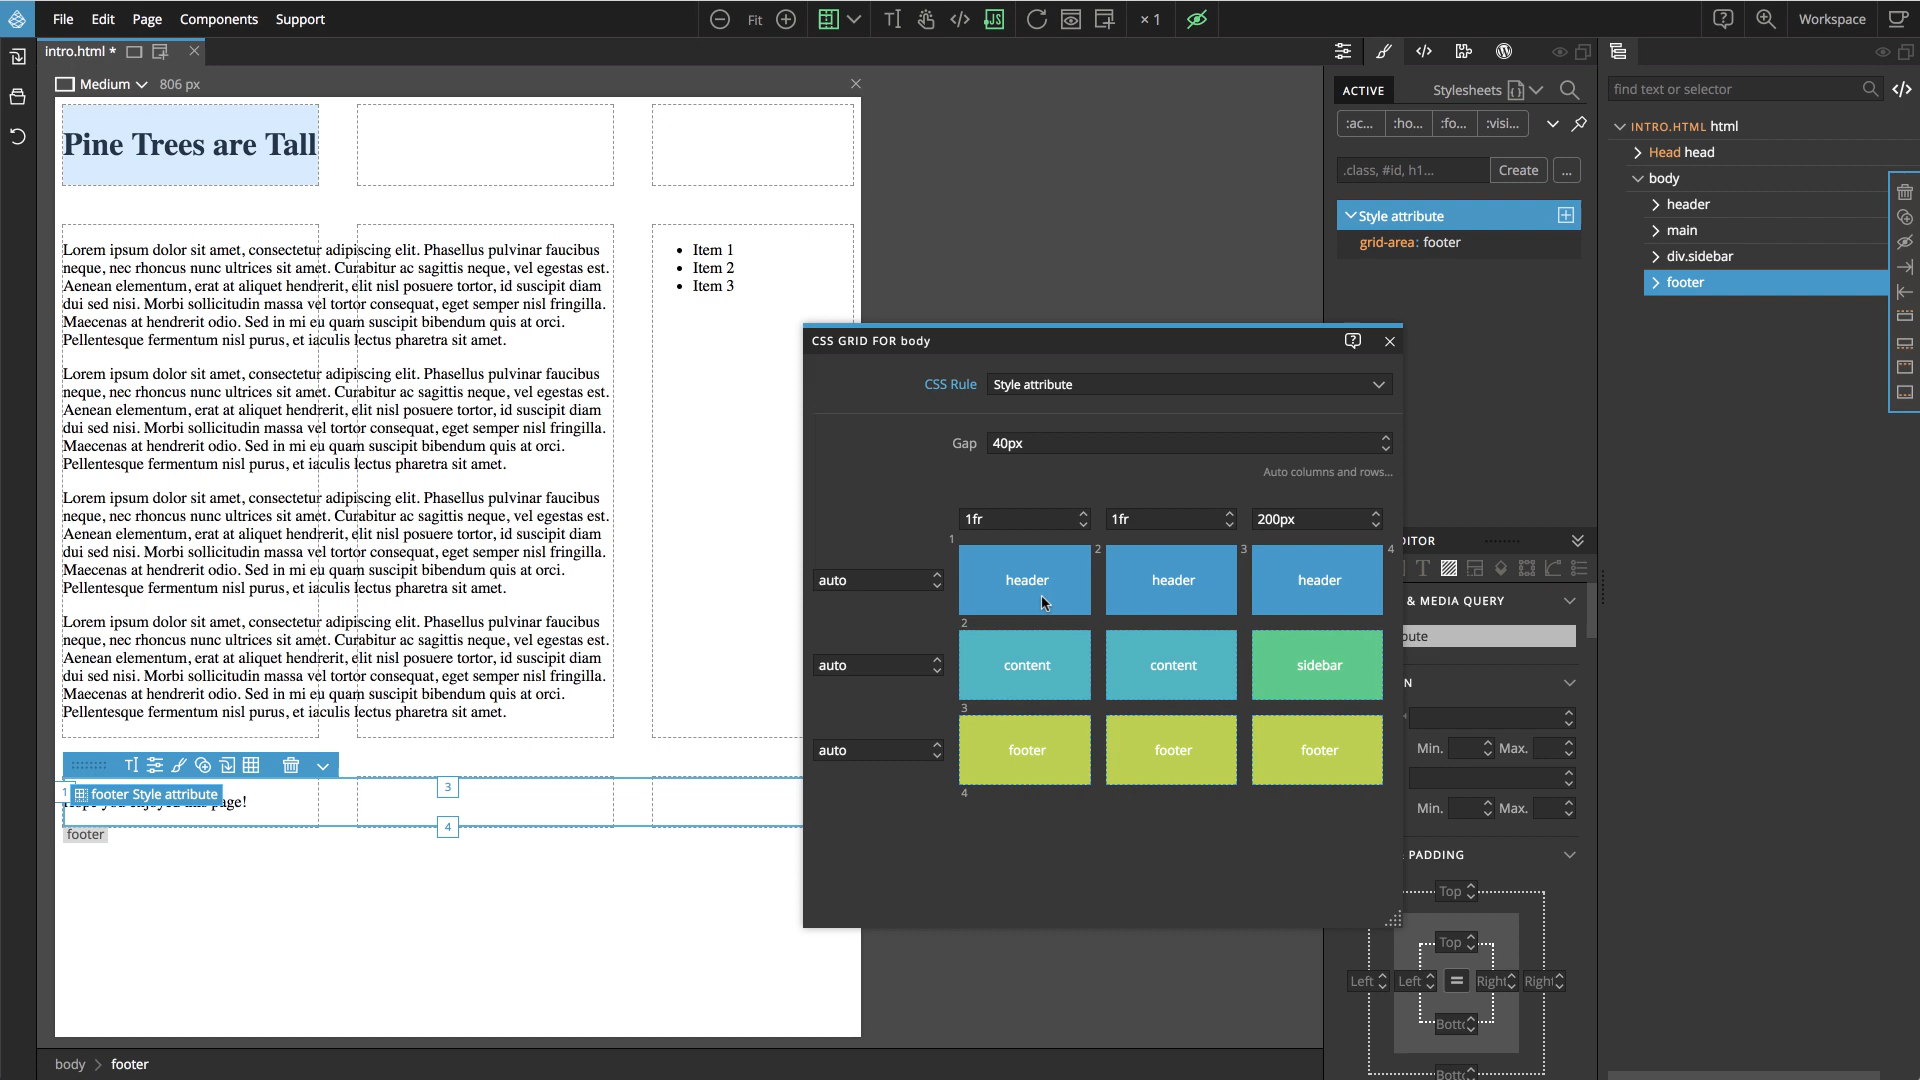 File Edit Page Components Support
Fit
JS
× 1
Workspace
intro.html *
Medium 806 px
Pine Trees are Tall
Lorem ipsum dolor sit amet, consectetur adipiscing elit. Phasellus pulvinar faucibus
neque, nec rhoncus nunc ultrices sit amet. Curabitur ac sagittis neque, vel egestas est.
Aenean elementum, erat at aliquet hendrerit, elit nisl posuere tortor, id suscipit diam
dui sed nisi. Morbi sollicitudin massa vel tortor consequat, eget semper nisl fringilla.
Maecenas at hendrerit odio. Sed in mi eu quam suscipit bibendum quis at orci.
Pellentesque fermentum nisl purus, et iaculis lectus pharetra sit amet.
Lorem ipsum dolor sit amet, consectetur adipiscing elit. Phasellus pulvinar faucibus
neque, nec rhoncus nunc ultrices sit amet. Curabitur ac sagittis neque, vel egestas est.
Aenean elementum, erat at aliquet hendrerit, elit nisl posuere tortor, id suscipit diam
dui sed nisi. Morbi sollicitudin massa vel tortor consequat, eget semper nisl fringilla.
Maecenas at hendrerit odio. Sed in mi eu quam suscipit bibendum quis at orci.
Pellentesque fermentum nisl purus, et iaculis lectus pharetra sit amet.
Lorem ipsum dolor sit amet, consectetur adipiscing elit. Phasellus pulvinar faucibus
neque, nec rhoncus nunc ultrices sit amet. Curabitur ac sagittis neque, vel egestas est.
Aenean elementum, erat at aliquet hendrerit, elit nisl posuere tortor, id suscipit diam
dui sed nisi. Morbi sollicitudin massa vel tortor consequat, eget semper nisl fringilla.
Maecenas at hendrerit odio. Sed in mi eu quam suscipit bibendum quis at orci.
Pellentesque fermentum nisl purus, et iaculis lectus pharetra sit amet.
Lorem ipsum dolor sit amet, consectetur adipiscing elit. Phasellus pulvinar faucibus
neque, nec rhoncus nunc ultrices sit amet. Curabitur ac sagittis neque, vel egestas est.
Aenean elementum, erat at aliquet hendrerit, elit nisl posuere tortor, id suscipit diam
dui sed nisi. Morbi sollicitudin massa vel tortor consequat, eget semper nisl fringilla.
Maecenas at hendrerit odio. Sed in mi eu quam suscipit bibendum quis at orci.
Pellentesque fermentum nisl purus, et iaculis lectus pharetra sit amet.
Item 1
Item 2
Item 3
1 footer Style attribute
page!
3
4
footer
body > footer
CSS GRID FOR body
CSS Rule Style attribute
Gap 40px
Auto columns and rows...
1fr 1fr 200px
1 2 3 4
auto header header header
2
auto content content sidebar
3
auto footer footer footer
4
ACTIVE Stylesheets
:ac... :ho... :fo... :visi...
.class, #id, h1... Create ...
Style attribute
grid-area: footer
ITOR
& MEDIA QUERY
bute
N
Min. Max.
Min. Max.
PADDING
Top
Top
Left Left = Right Right
Botto
Botto
find text or selector
INTRO.HTML html
Head head
body
header
main
div.sidebar
footer